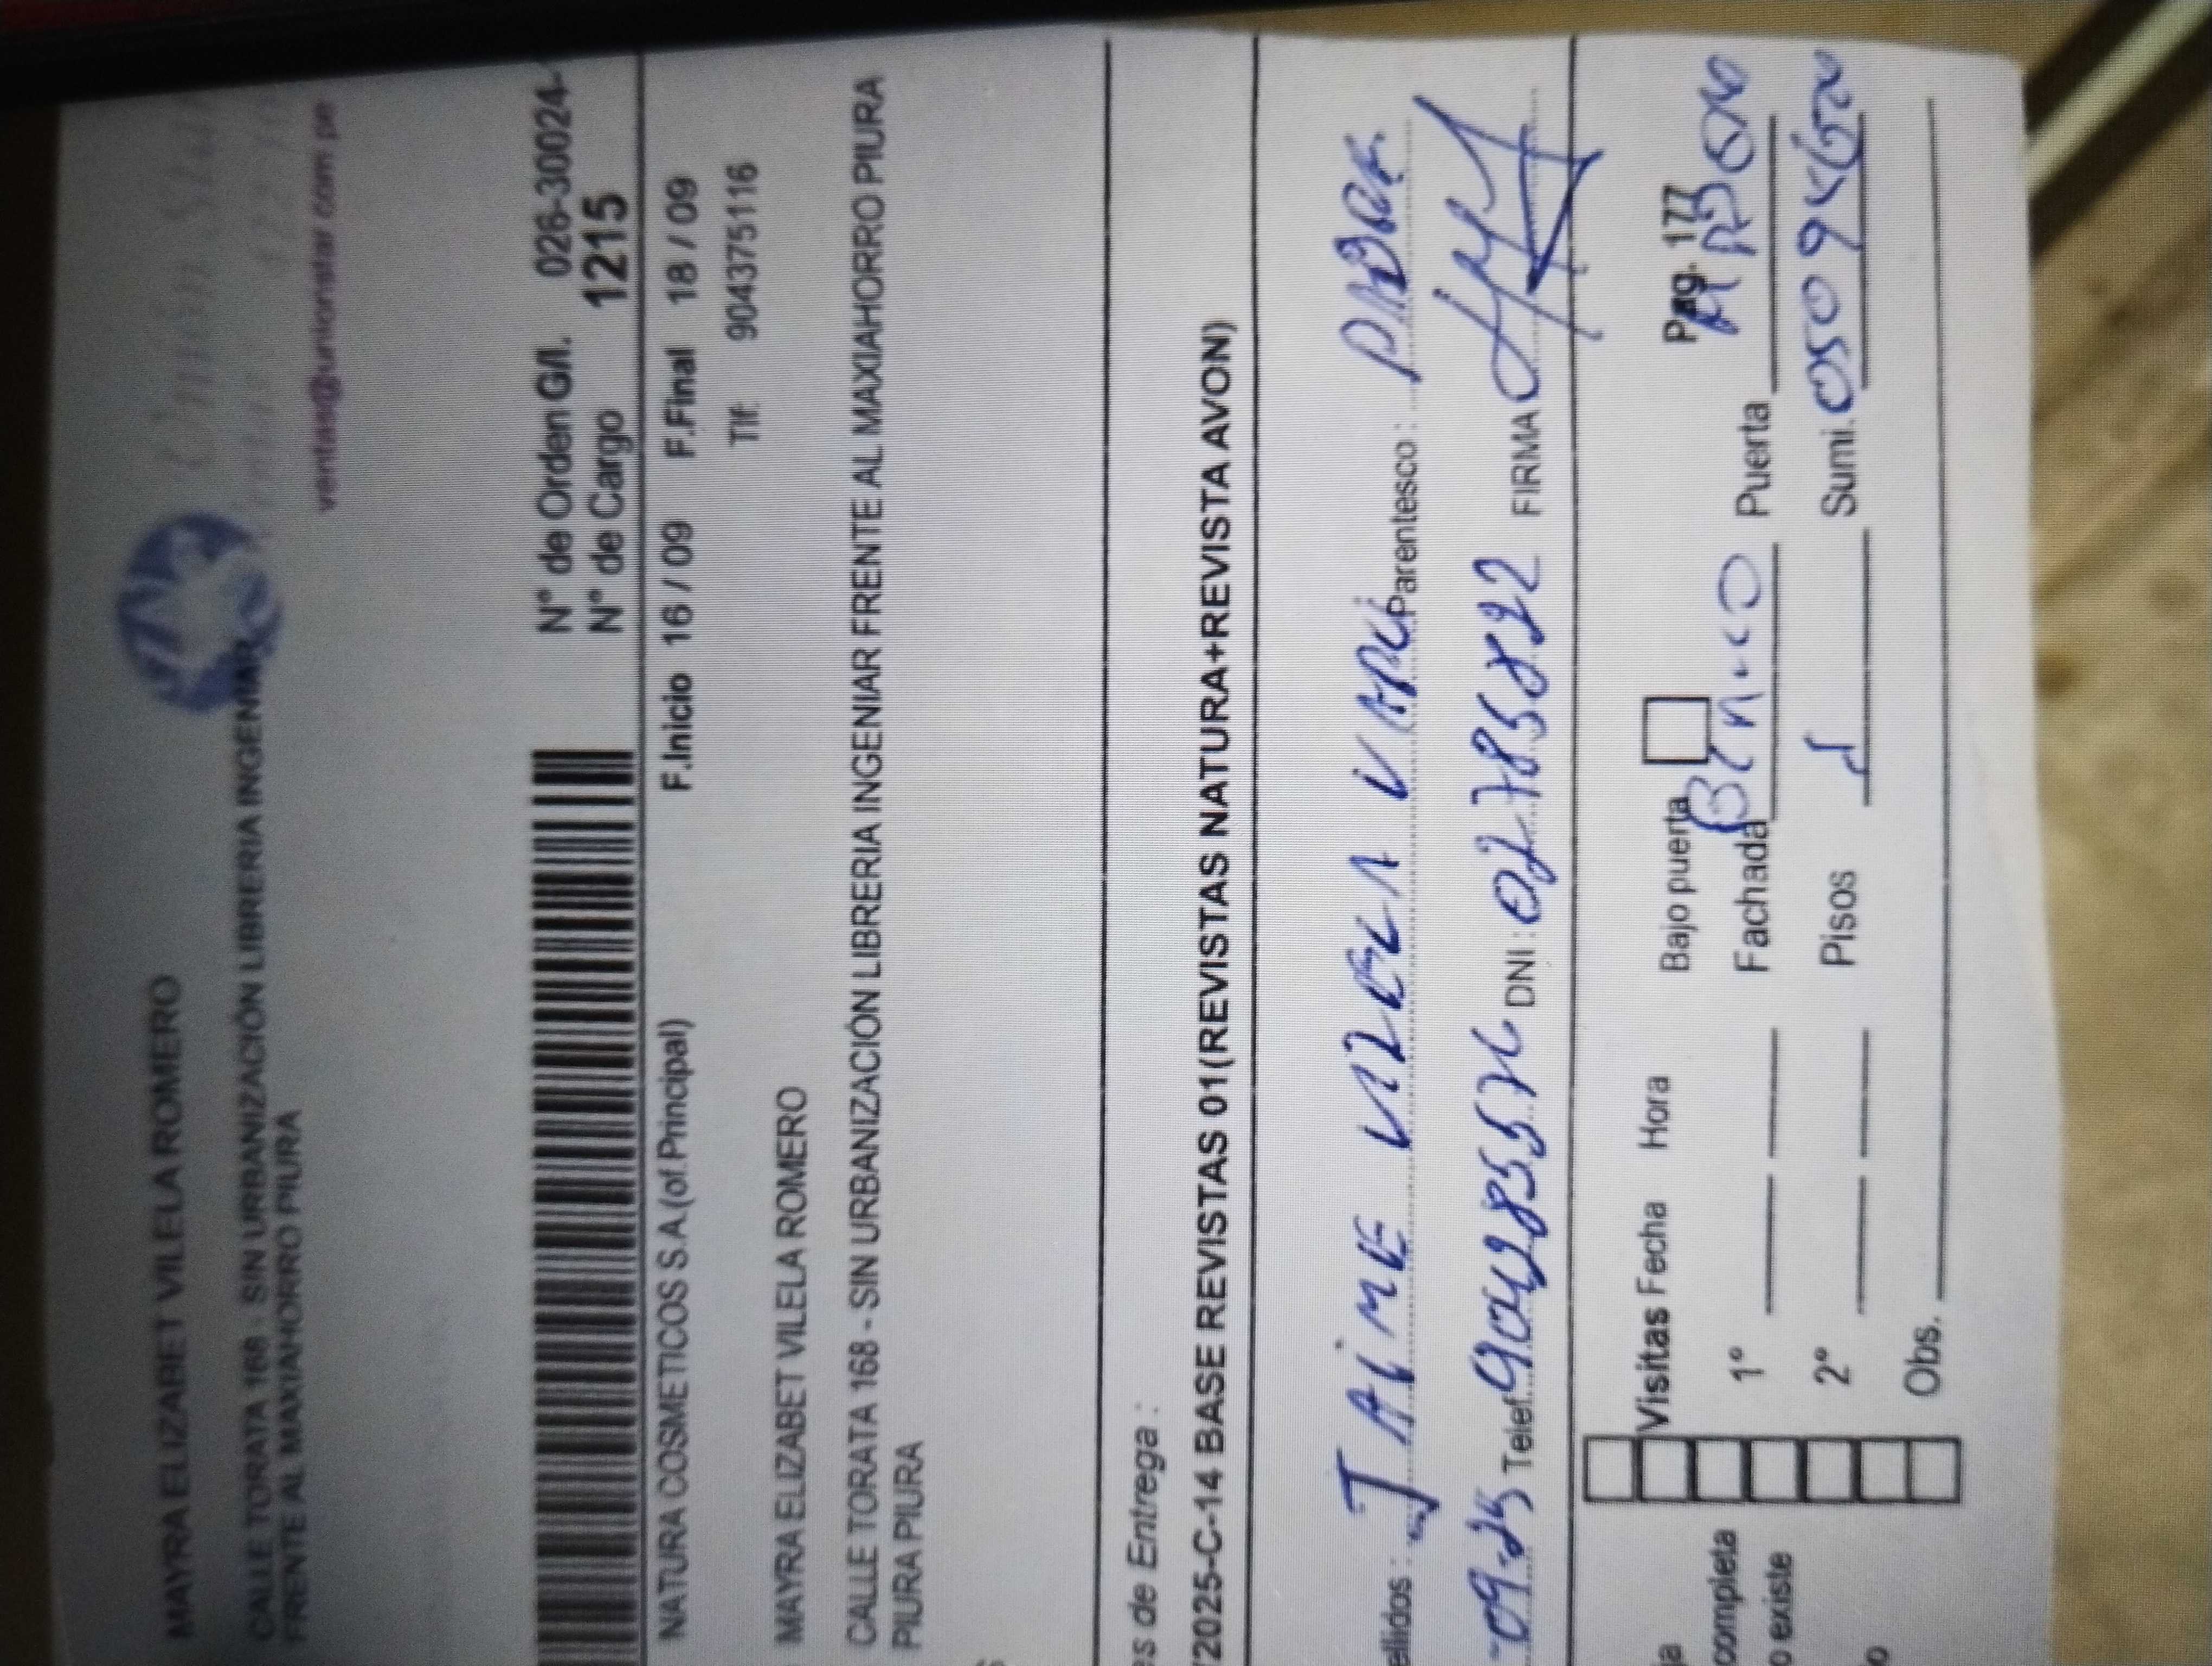 MAYRA ELIZABET VILELA ROMERO
CALLE TORATA 168 - SIN URBANIZACIÓN LIBRERIA INGENIAR
FRENTE AL MAXIAHORRO PIURA
ventas@unionstar.com.pe
N° de Orden G/I. 026-30024-
N° de Cargo 1215
NATURA COSMETICOS S.A.(of.Principal) F.Inicio 16 / 09 F.Final 18 / 09
Tlf: 9043751116
MAYRA ELIZABET VILELA ROMERO
CALLE TORATA 168 - SIN URBANIZACIÓN LIBRERIA INGENIAR FRENTE AL MAXIAHORRO PIURA
PIURA PIURA
es de Entrega :
2025-C-14 BASE REVISTAS 01(REVISTAS NATURA+REVISTA AVON)
ellidos : JAIME VILELA Parentesco :
09-25 Telef DNI : 02785822 FIRMA
Pag. 177
Visitas Fecha Hora Bajo puerta
completa 1° Fachada Puerta
o existe 2° Pisos 1 Sumi.
Obs.